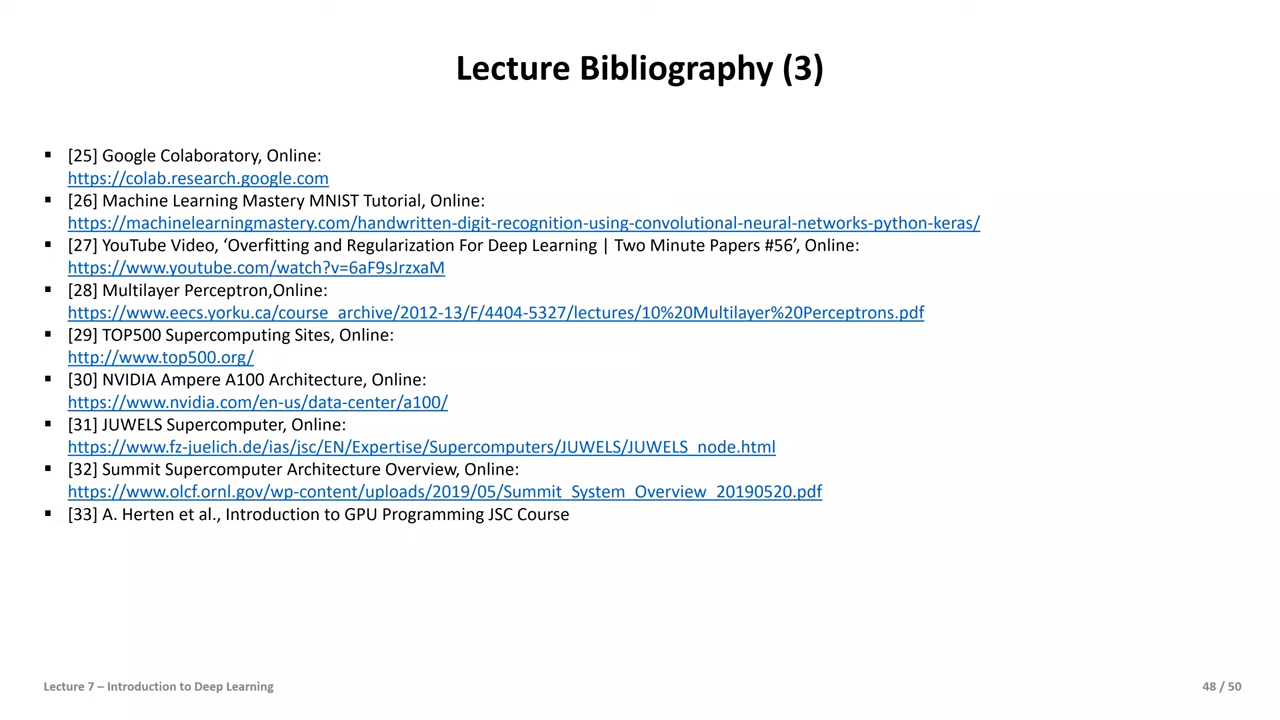 Lecture Bibliography (3)
▪ [25] Google Colaboratory, Online:
https://colab.research.google.com
▪ [26] Machine Learning Mastery MNIST Tutorial, Online:
https://machinelearningmastery.com/handwritten-digit-recognition-using-convolutional-neural-networks-python-keras/
▪ [27] YouTube Video, ‘Overfitting and Regularization For Deep Learning | Two Minute Papers #56’, Online:
https://www.youtube.com/watch?v=6aF9sJrzxaM
▪ [28] Multilayer Perceptron,Online:
https://www.eecs.yorku.ca/course_archive/2012-13/F/4404-5327/lectures/10%20Multilayer%20Perceptrons.pdf
▪ [29] TOP500 Supercomputing Sites, Online:
http://www.top500.org/
▪ [30] NVIDIA Ampere A100 Architecture, Online:
https://www.nvidia.com/en-us/data-center/a100/
▪ [31] JUWELS Supercomputer, Online:
https://www.fz-juelich.de/ias/jsc/EN/Expertise/Supercomputers/JUWELS/JUWELS_node.html
▪ [32] Summit Supercomputer Architecture Overview, Online:
https://www.olcf.ornl.gov/wp-content/uploads/2019/05/Summit_System_Overview_20190520.pdf
▪ [33] A. Herten et al., Introduction to GPU Programming JSC Course
Lecture 7 – Introduction to Deep Learning
48 / 50